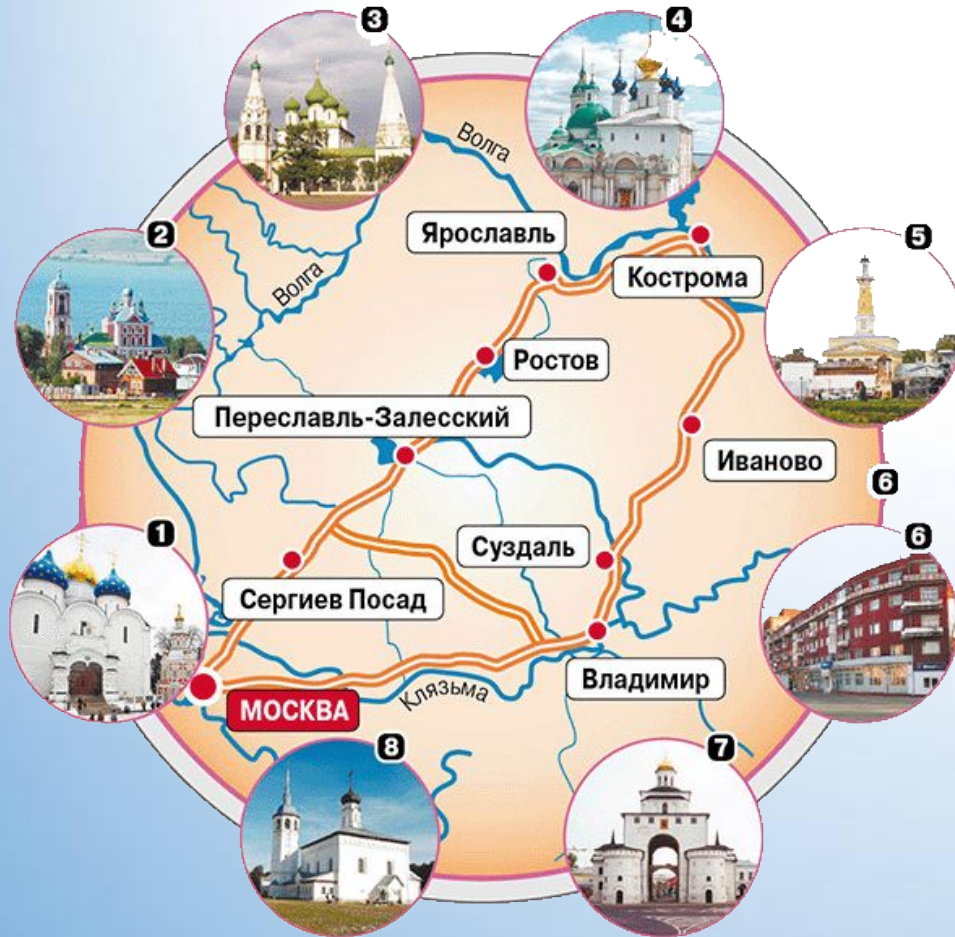 3
4
Волга
2
Ярославль
5
Волга
Кострома
Ростов
Переславль-Залесский
Иваново
6
1
Суздаль
6
Сергиев Посад
Владимир
Клязьма
МОСКВА
8
7